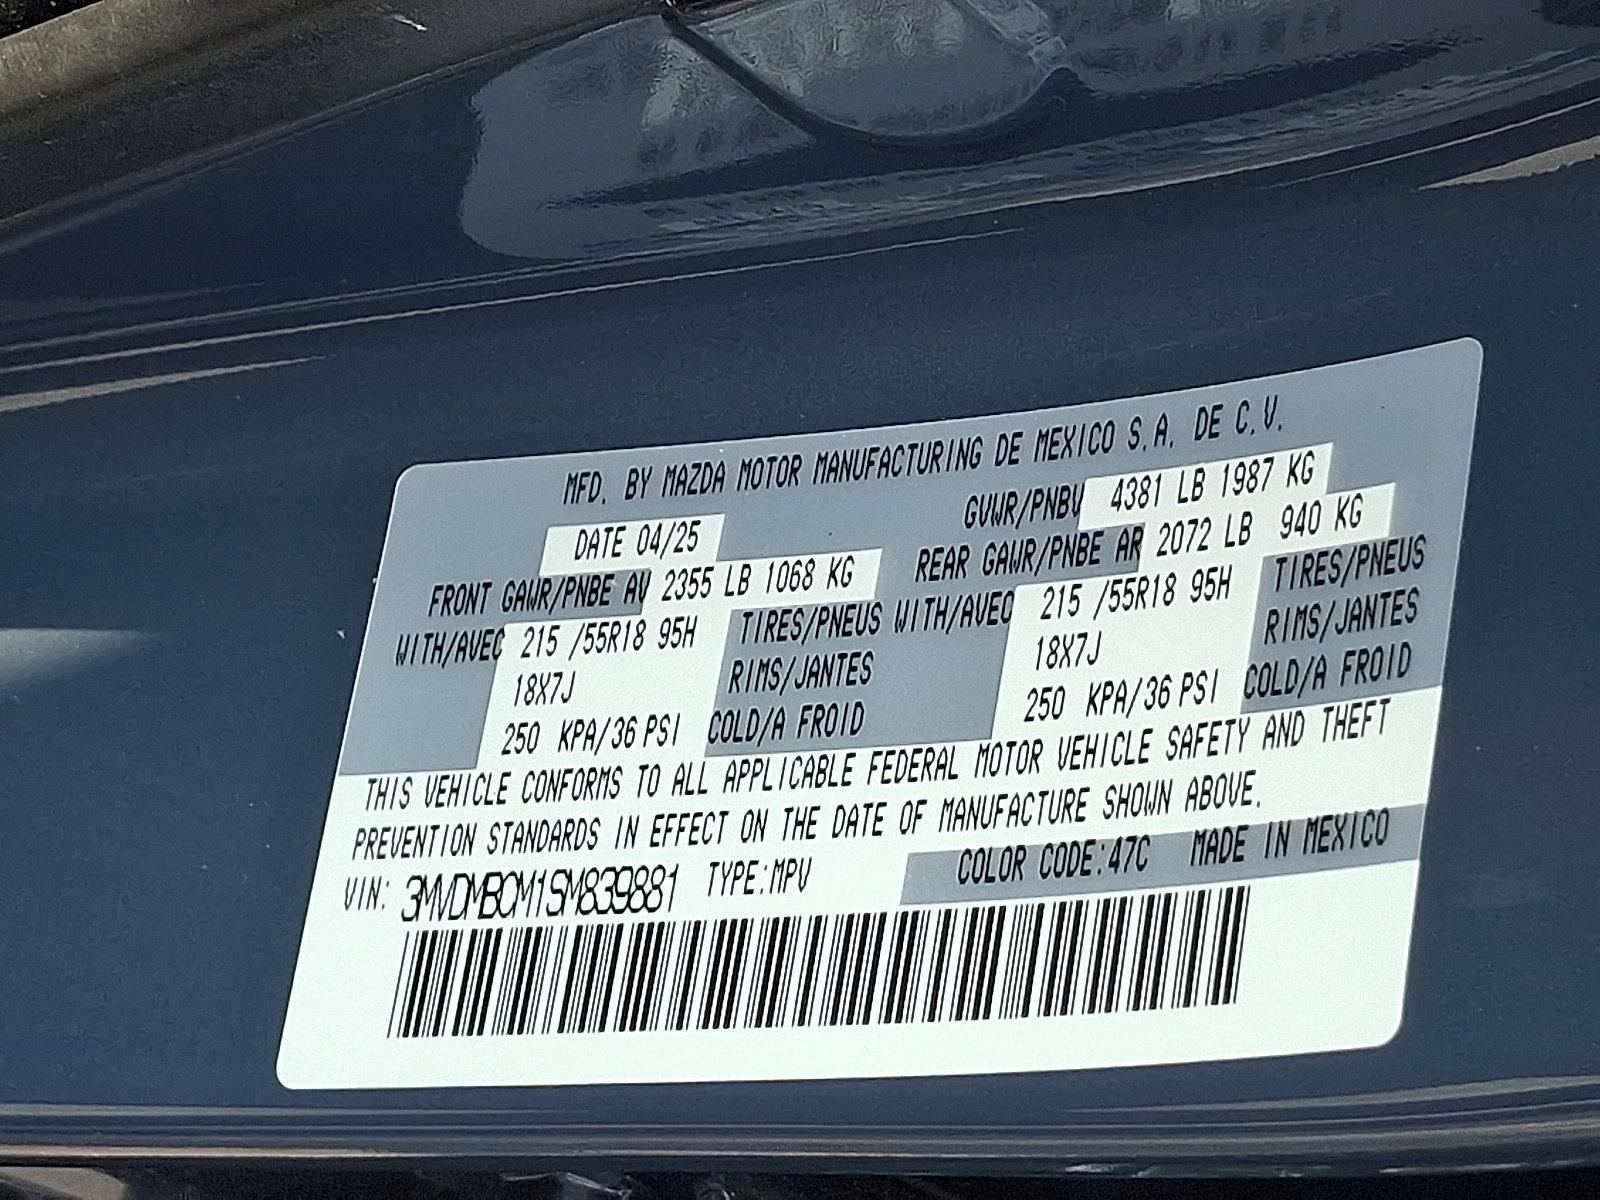 MFD. BY MAZDA MOTOR MANUFACTURING DE MEXICO S.A. DE C.V.
DATE 04/25 GVWR/PNBV 4381 LB 1987 KG
FRONT GAWR/PNBE AV 2355 LB 1068 KG REAR GAWR/PNBE AR 2072 LB 940 KG
WITH/AVEC 215 /55R18 95H TIRES/PNEUS WITH/AVEC 215 /55R18 95H TIRES/PNEUS
18X7J RIMS/JANTES 18X7J RIMS/JANTES
250 KPA/36 PSI COLD/A FROID 250 KPA/36 PSI COLD/A FROID
THIS VEHICLE CONFORMS TO ALL APPLICABLE FEDERAL MOTOR VEHICLE SAFETY AND THEFT
PREVENTION STANDARDS IN EFFECT ON THE DATE OF MANUFACTURE SHOWN ABOVE.
VIN: 3MVDMBCM1SM839881 TYPE:MPV COLOR CODE:47C MADE IN MEXICO